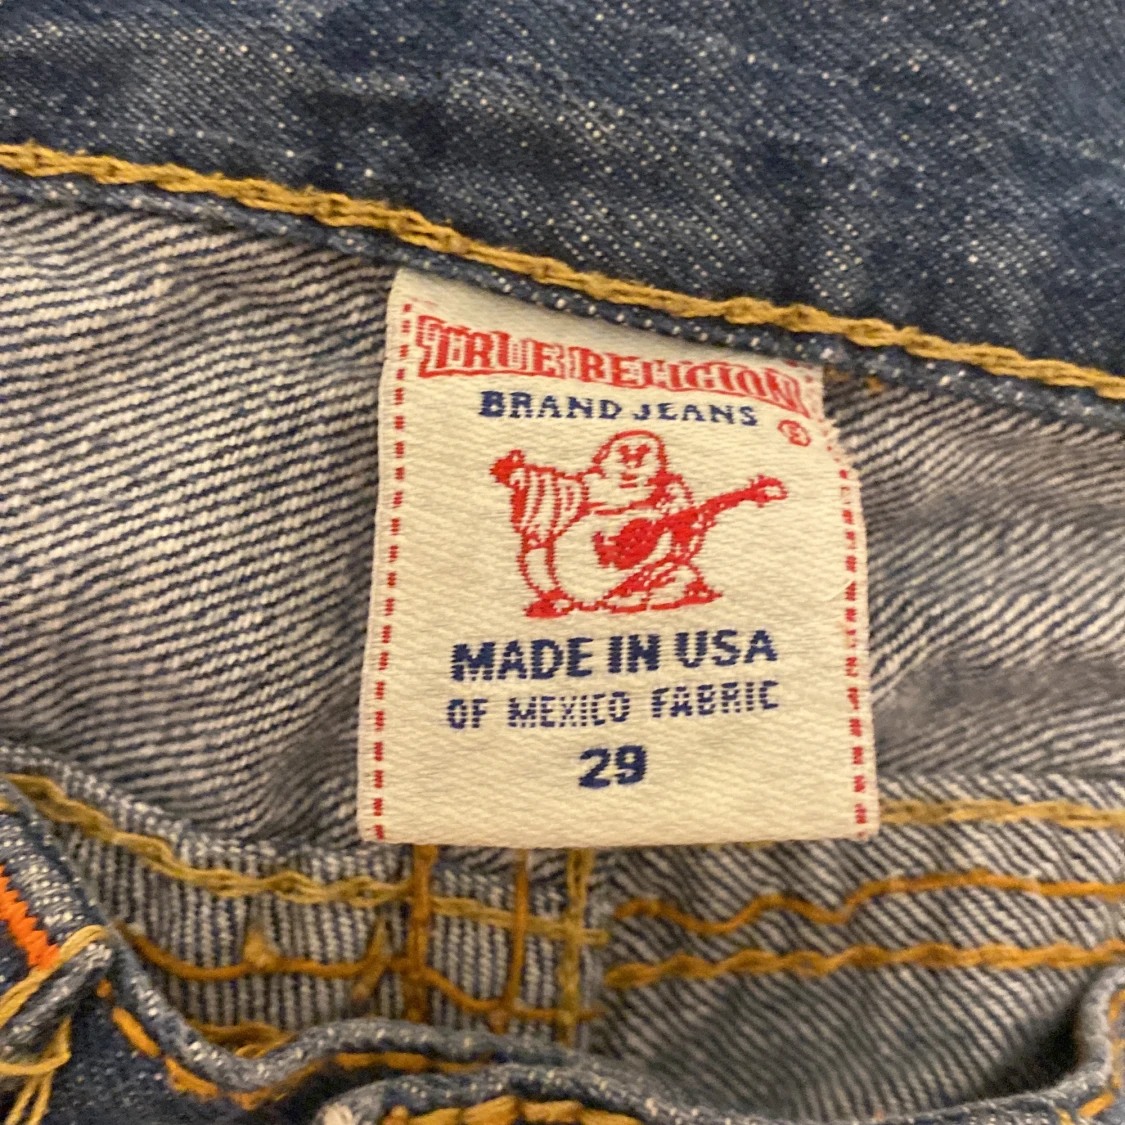 TRUE RELIGION
BRAND JEANS
®
MADE IN USA
OF MEXICO FABRIC
29